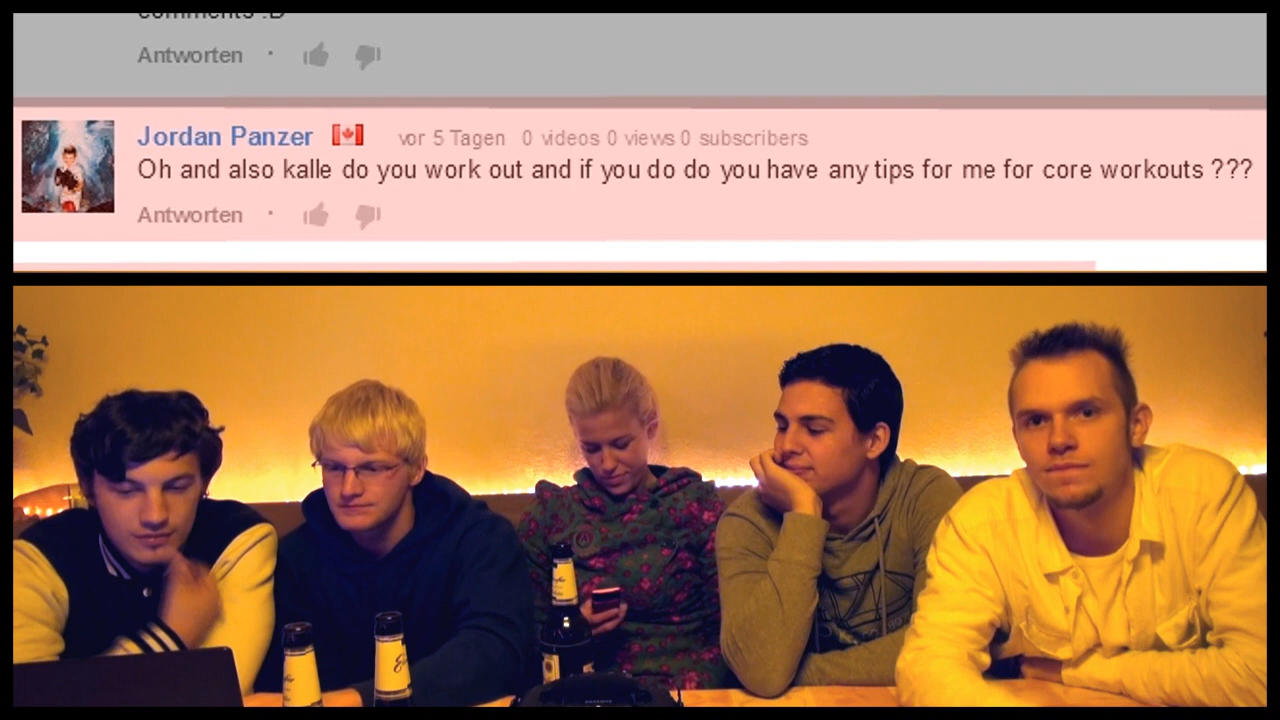 comments :D
Antworten ·
Jordan Panzer vor 5 Tagen 0 videos 0 views 0 subscribers
Oh and also kalle do you work out and if you do do you have any tips for me for core workouts ???
Antworten ·